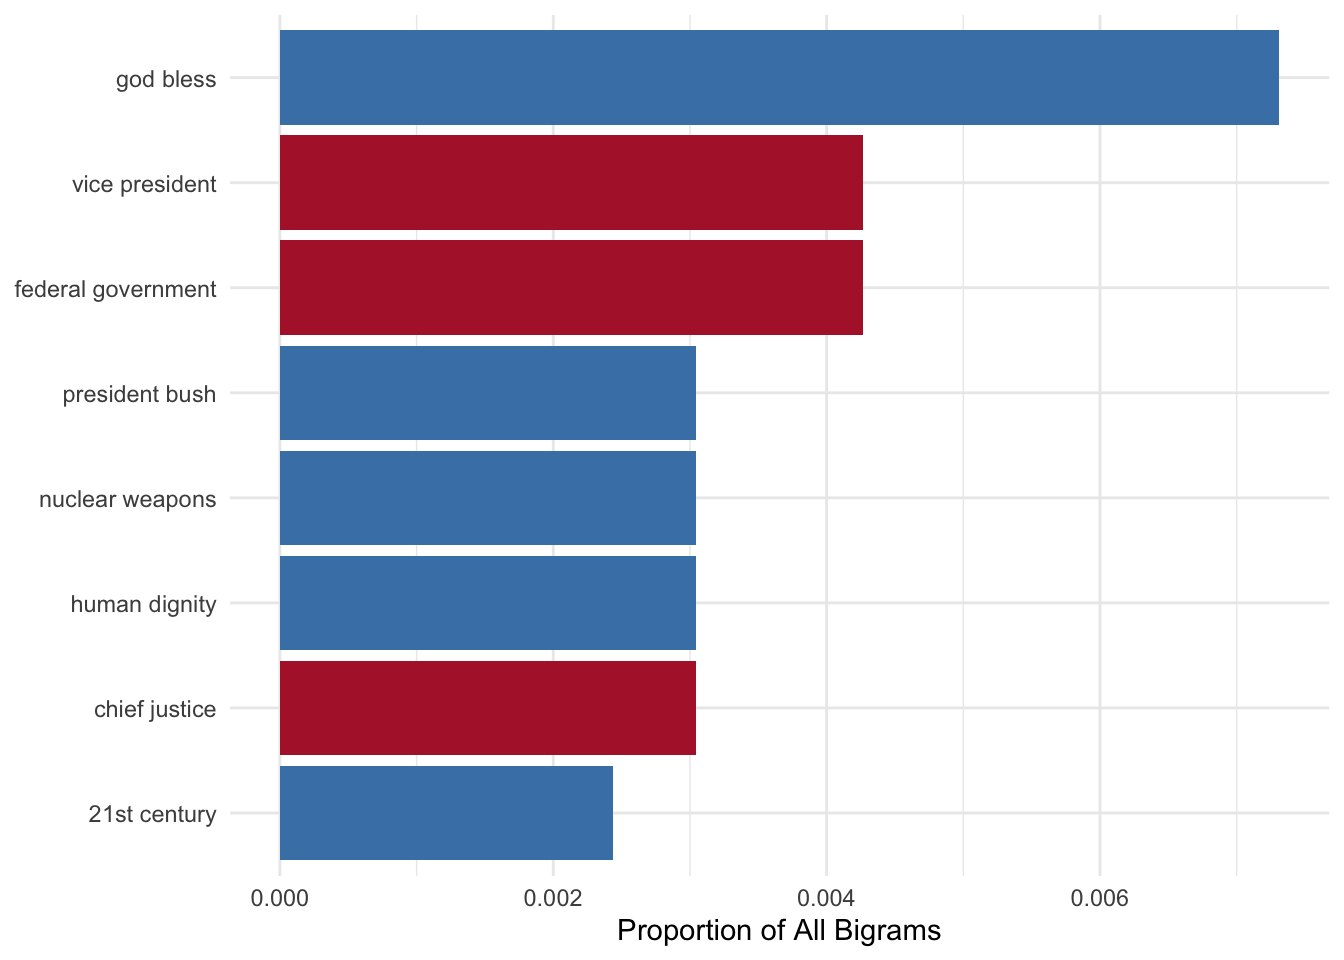 god bless
vice president
federal government
president bush
nuclear weapons
human dignity
chief justice
21st century
0.000 0.002 0.004 0.006
Proportion of All Bigrams